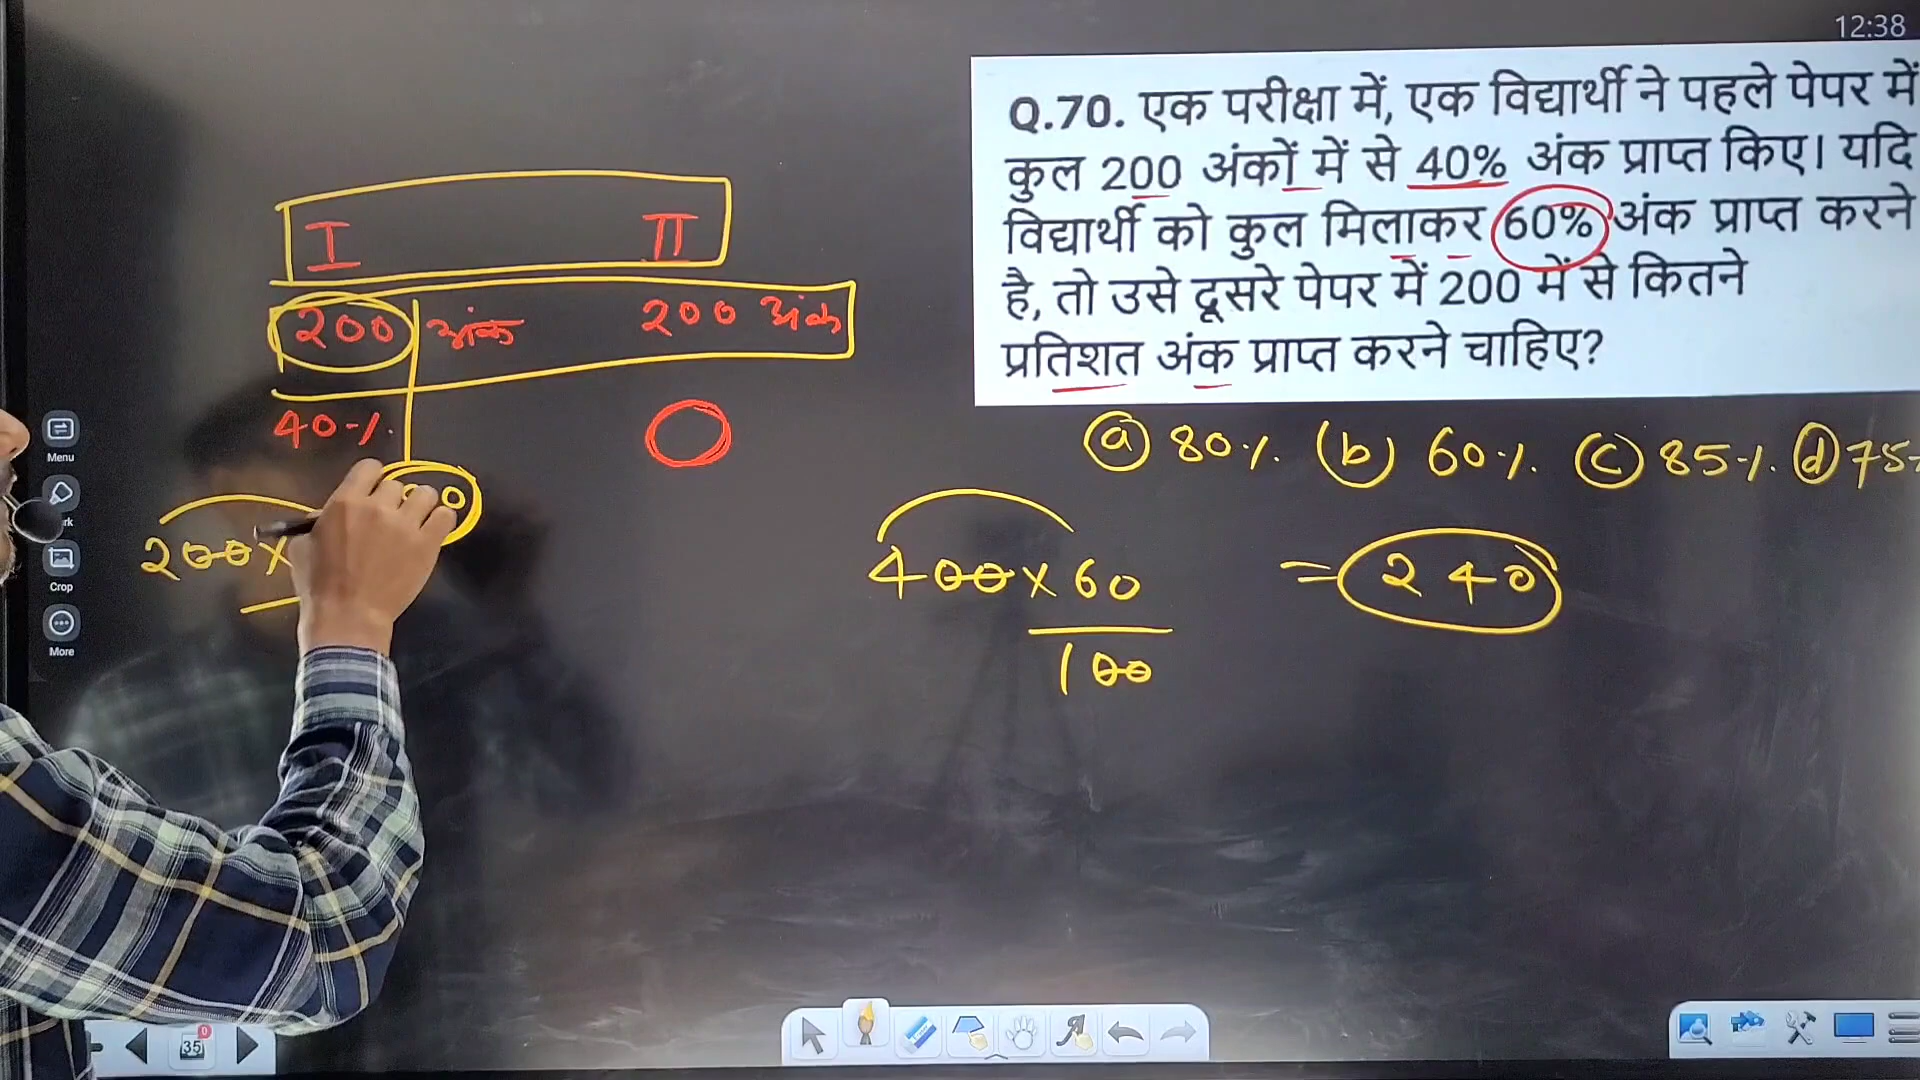 12:38
Q.70. एक परीक्षा में, एक विद्यार्थी ने पहले पेपर में
कुल 200 अंकों में से 40% अंक प्राप्त किए। यदि
विद्यार्थी को कुल मिलाकर 60% अंक प्राप्त करने
है, तो उसे दूसरे पेपर में 200 में से कितने
प्रतिशत अंक प्राप्त करने चाहिए?
I II
200 अंक 200 अंक
40%
(a) 80% (b) 60% (c) 85% (d) 75
200×
400×60
100
= 240
Menu
Crop
More
35
0